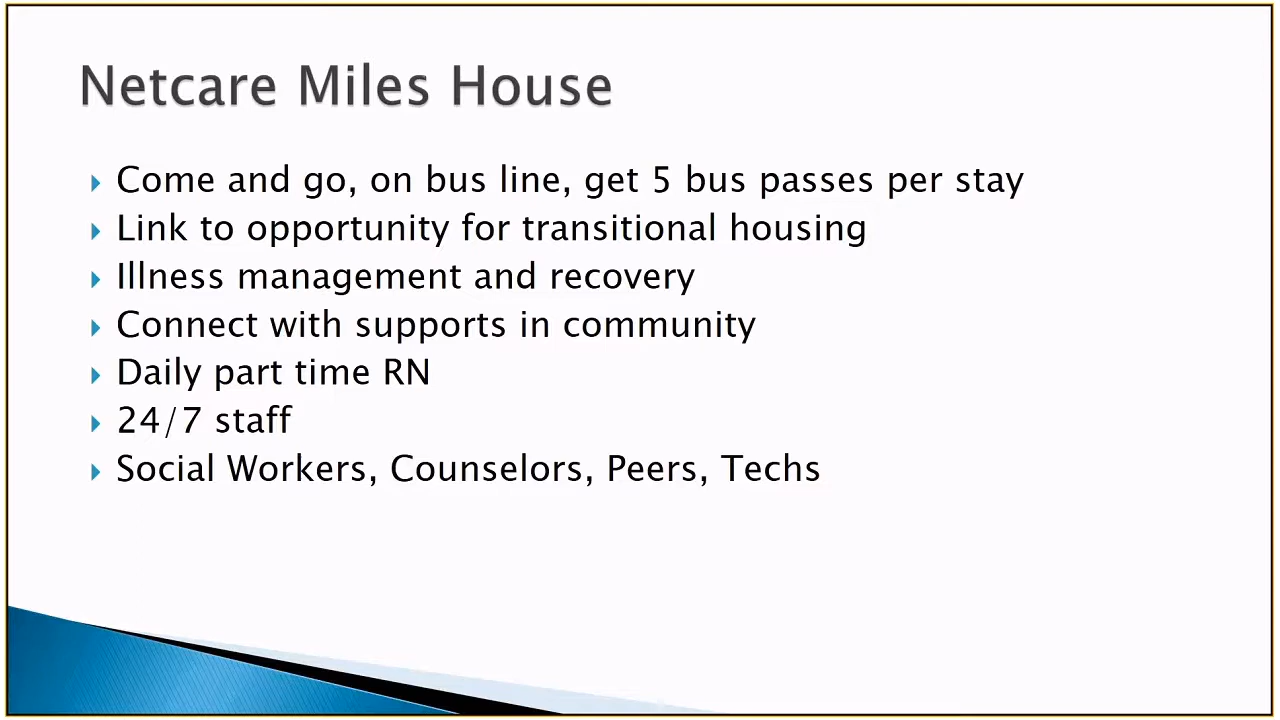 Netcare Miles House
Come and go, on bus line, get 5 bus passes per stay
Link to opportunity for transitional housing
Illness management and recovery
Connect with supports in community
Daily part time RN
24/7 staff
Social Workers, Counselors, Peers, Techs